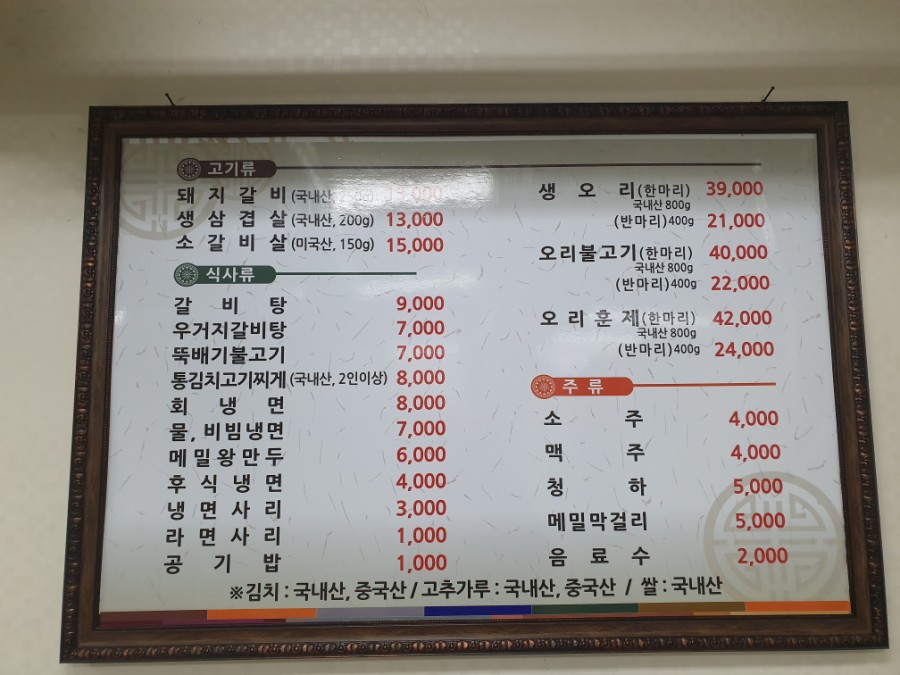 고기류
돼지갈비 (국내산,
생삼겹살 (국내산, 200g) 13,000
소갈비살 (미국산, 150g) 15,000
식사류
갈비탕 9,000
우거지갈비탕 7,000
뚝배기불고기 7,000
통김치고기찌게 (국내산, 2인이상) 8,000
회냉면 8,000
물, 비빔냉면 7,000
메밀왕만두 6,000
후식냉면 4,000
냉면사리 3,000
라면사리 1,000
공기밥 1,000
생오리 (한마리) 39,000
국내산 800g
(반마리) 400g 21,000
오리불고기 (한마리) 40,000
국내산 800g
(반마리) 400g 22,000
오리훈제 (한마리) 42,000
국내산 800g
(반마리) 400g 24,000
주류
소주 4,000
맥주 4,000
청하 5,000
메밀막걸리 5,000
음료수 2,000
※김치 : 국내산, 중국산 / 고추가루 : 국내산, 중국산 / 쌀 : 국내산